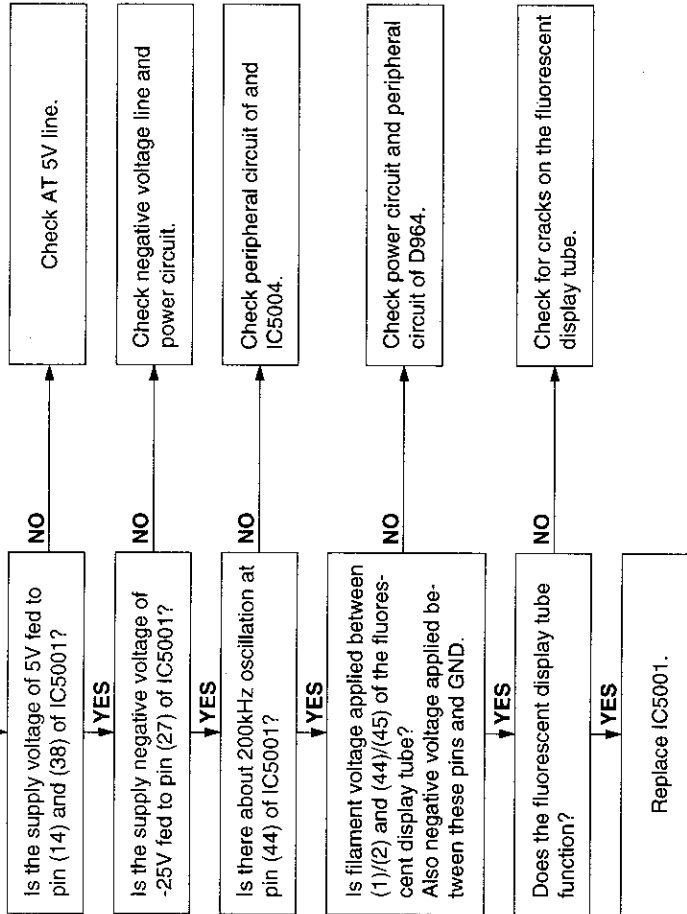 Is the supply voltage of 5V fed to
pin (14) and (38) of IC5001?
NO
Check AT 5V line.
YES
Is the supply negative voltage of
-25V fed to pin (27) of IC5001?
NO
Check negative voltage line and
power circuit.
YES
Is there about 200kHz oscillation at
pin (44) of IC5001?
NO
Check peripheral circuit of and
IC5004.
YES
Is filament voltage applied between
(1)/(2) and (44)/(45) of the fluores-
cent display tube?
Also negative voltage applied be-
tween these pins and GND.
NO
Check power circuit and peripheral
circuit of D964.
YES
Does the fluorescent display tube
function?
NO
Check for cracks on the fluorescent
display tube.
YES
Replace IC5001.